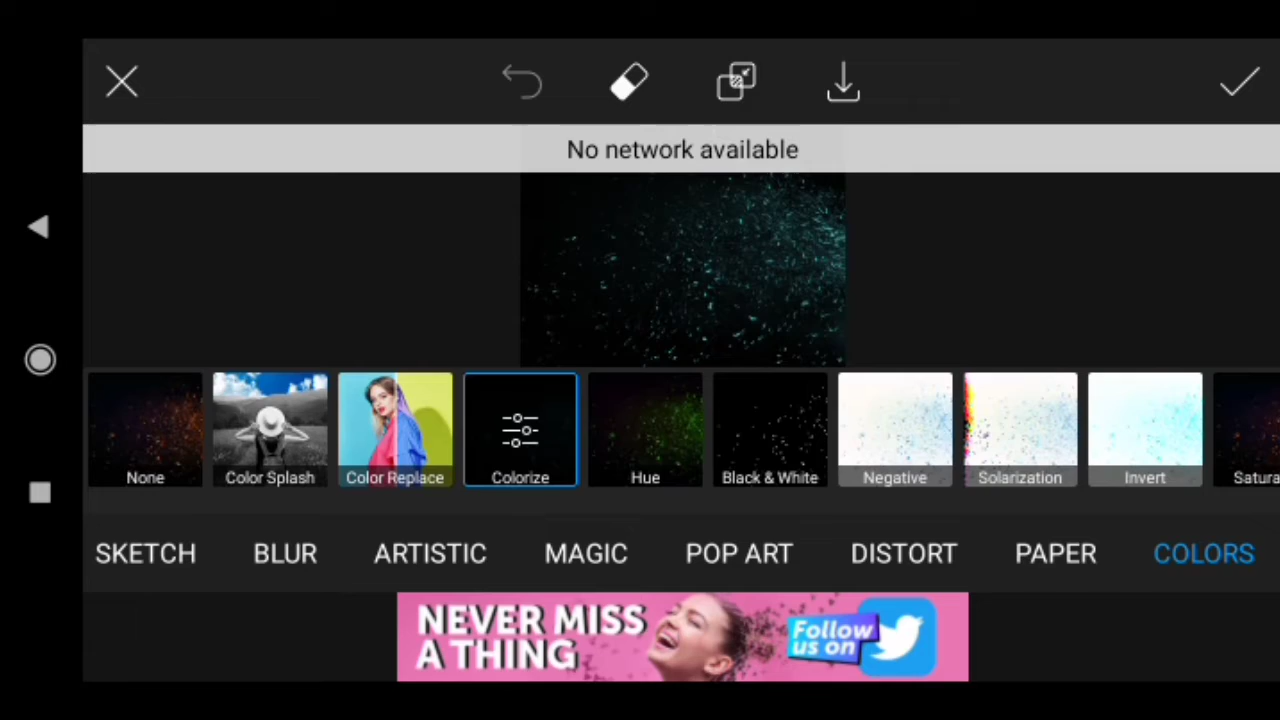 No network available
None
Color Splash
Color Replace
Colorize
Hue
Black & White
Negative
Solarization
Invert
Satura
SKETCH
BLUR
ARTISTIC
MAGIC
POP ART
DISTORT
PAPER
COLORS
NEVER MISS
A THING
Follow
us on